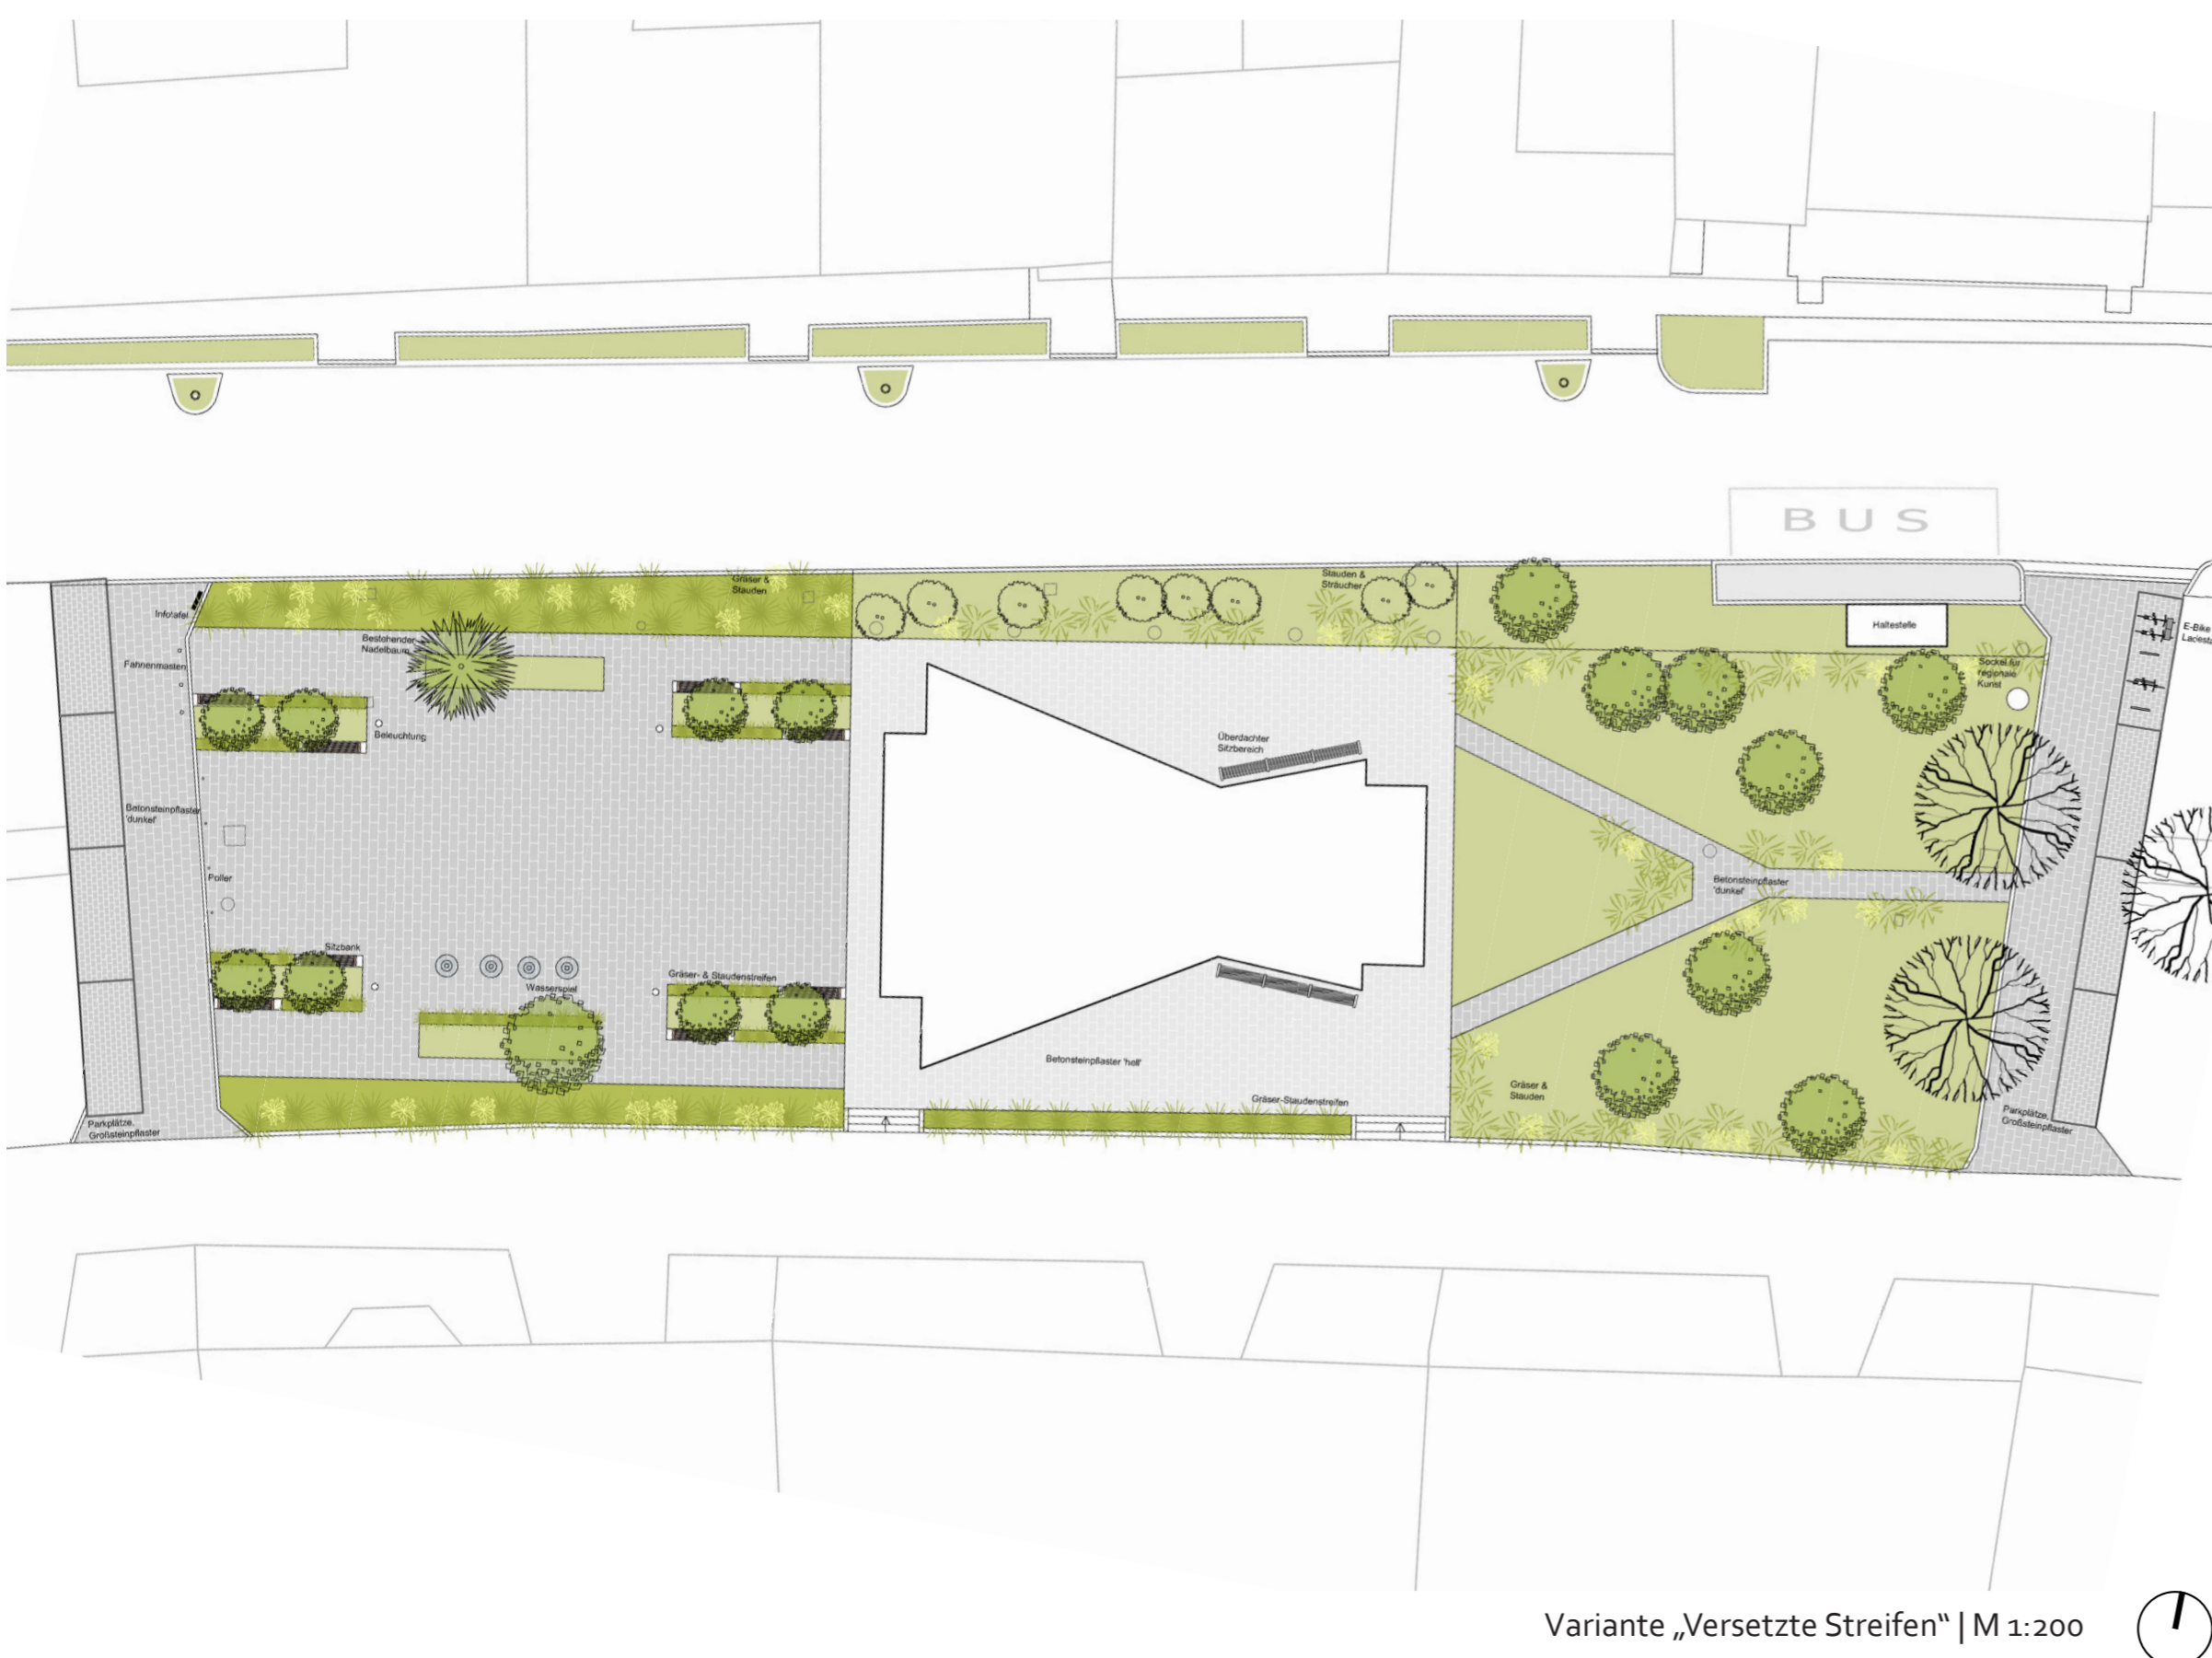 BUS
Gräser &
Stauden
Stauden &
Sträucher
Infotafel
Haltestelle
E-Bike
Bestehender
Nadelbaum
Fahnenmasten
Sockel für
regionale
Kunst
Beleuchtung
Überdachter
Sitzbereich
Betonsteinpflaster
'dunkel'
Poller
Betonsteinpflaster
'dunkel'
Sitzbank
Gräser- & Staudenstreifen
Wasserspiel
Betonsteinpflaster 'hell'
Gräser &
Stauden
Gräser-Staudenstreifen
Parkplätze,
Großsteinpflaster
Parkplätze,
Großsteinpflaster
Variante „Versetzte Streifen“ | M 1:200